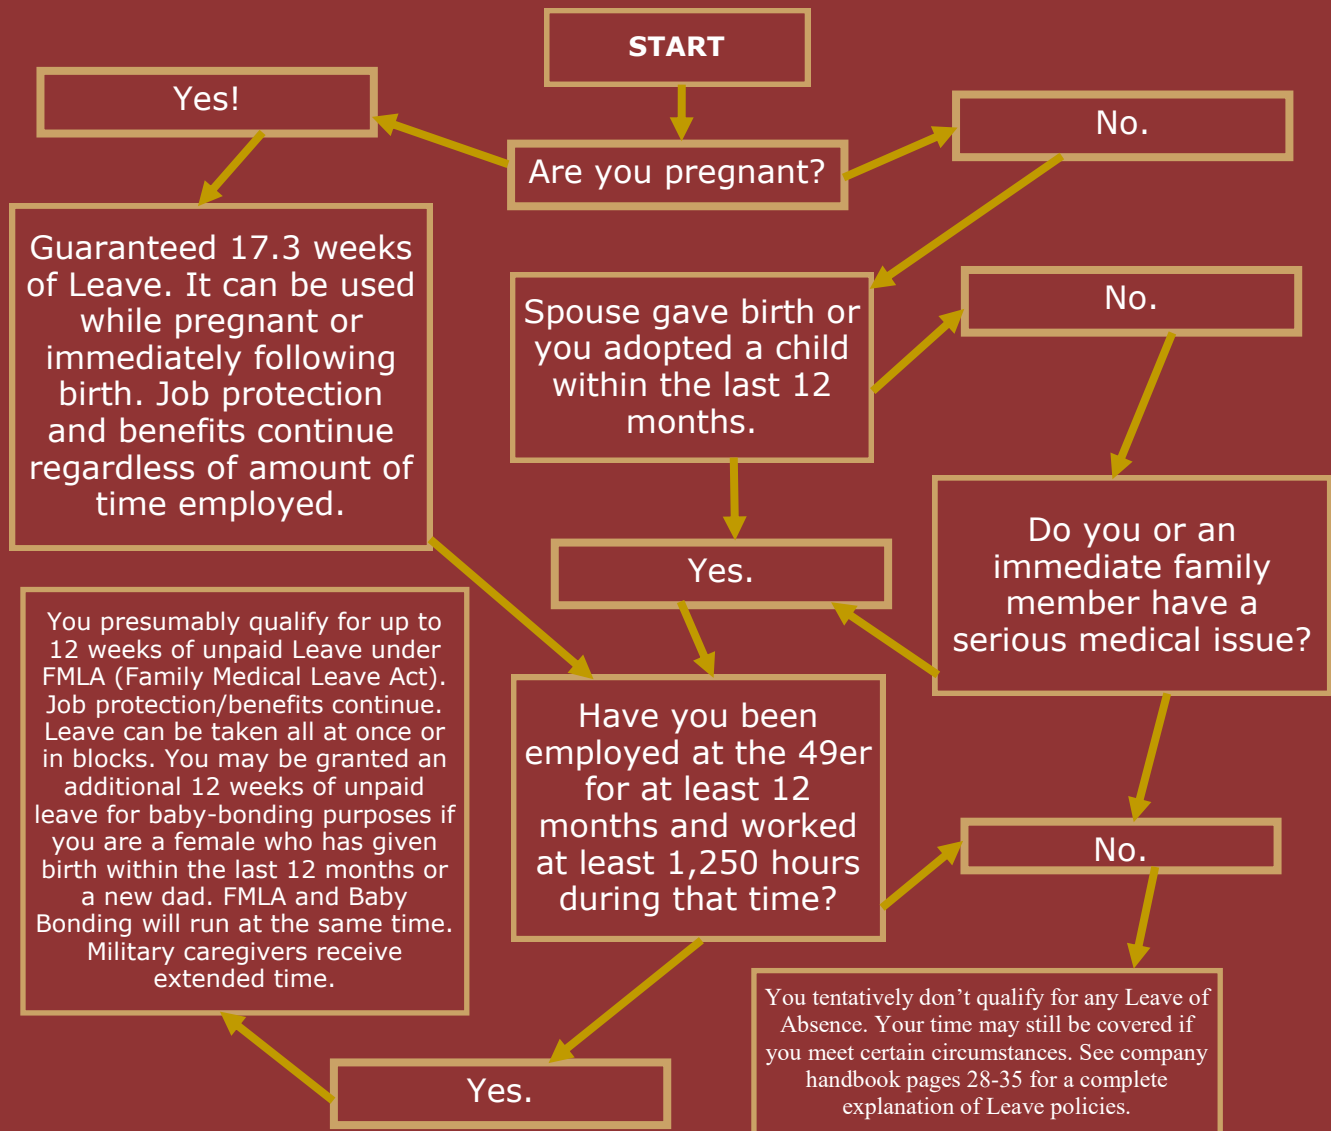 START
Yes!
No.
Are you pregnant?
Guaranteed 17.3 weeks
of Leave. It can be used
while pregnant or
immediately following
birth. Job protection
and benefits continue
regardless of amount of
time employed.
Spouse gave birth or
you adopted a child
within the last 12
months.
No.
Do you or an
immediate family
member have a
serious medical issue?
Yes.
You presumably qualify for up to
12 weeks of unpaid Leave under
FMLA (Family Medical Leave Act).
Job protection/benefits continue.
Leave can be taken all at once or
in blocks. You may be granted an
additional 12 weeks of unpaid
leave for baby-bonding purposes if
you are a female who has given
birth within the last 12 months or
a new dad. FMLA and Baby
Bonding will run at the same time.
Military caregivers receive
extended time.
Have you been
employed at the 49er
for at least 12
months and worked
at least 1,250 hours
during that time?
No.
You tentatively don’t qualify for any Leave of
Absence. Your time may still be covered if
you meet certain circumstances. See company
handbook pages 28-35 for a complete
explanation of Leave policies.
Yes.